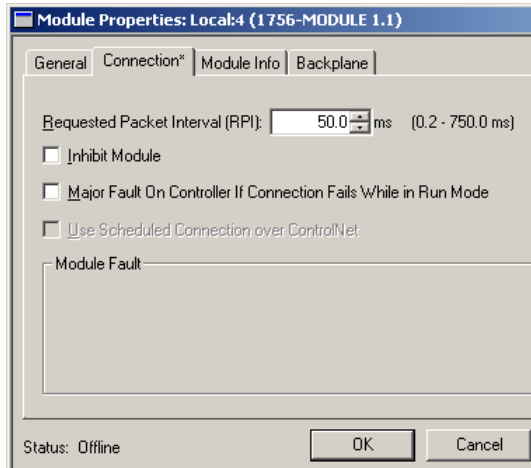 Module Properties: Local:4 (1756-MODULE 1.1)
General Connection* Module Info Backplane
Requested Packet Interval (RPI): 50.0 ms (0.2 - 750.0 ms)
Inhibit Module
Major Fault On Controller If Connection Fails While in Run Mode
Use Scheduled Connection over ControlNet
Module Fault
Status: Offline OK Cancel